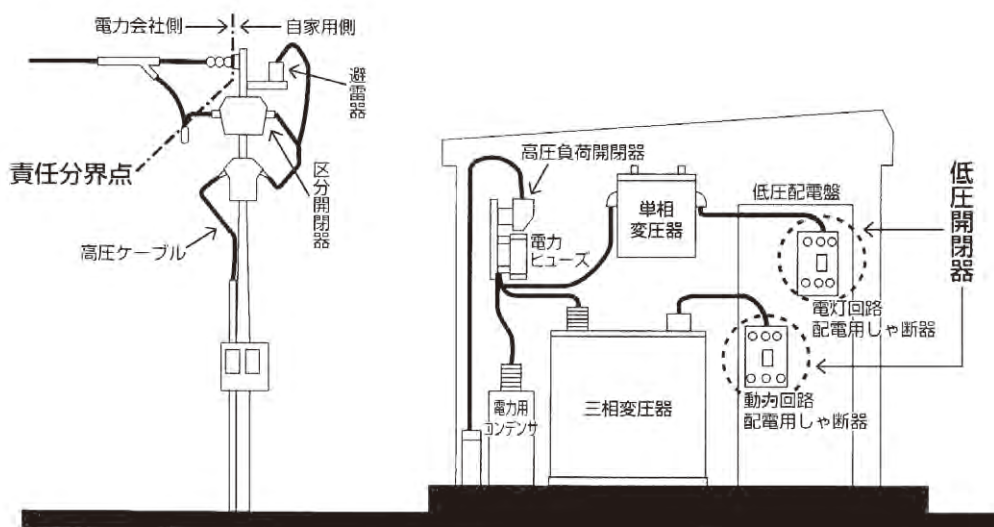 電力会社側
自家用側
避雷器
責任分界点
区分開閉器
高圧ケーブル
高圧負荷開閉器
電力
ヒューズ
単相
変圧器
低圧配電盤
低圧開閉器
電灯回路
配電用しゃ断器
動力回路
配電用しゃ断器
三相変圧器
電力用
コンデンサ